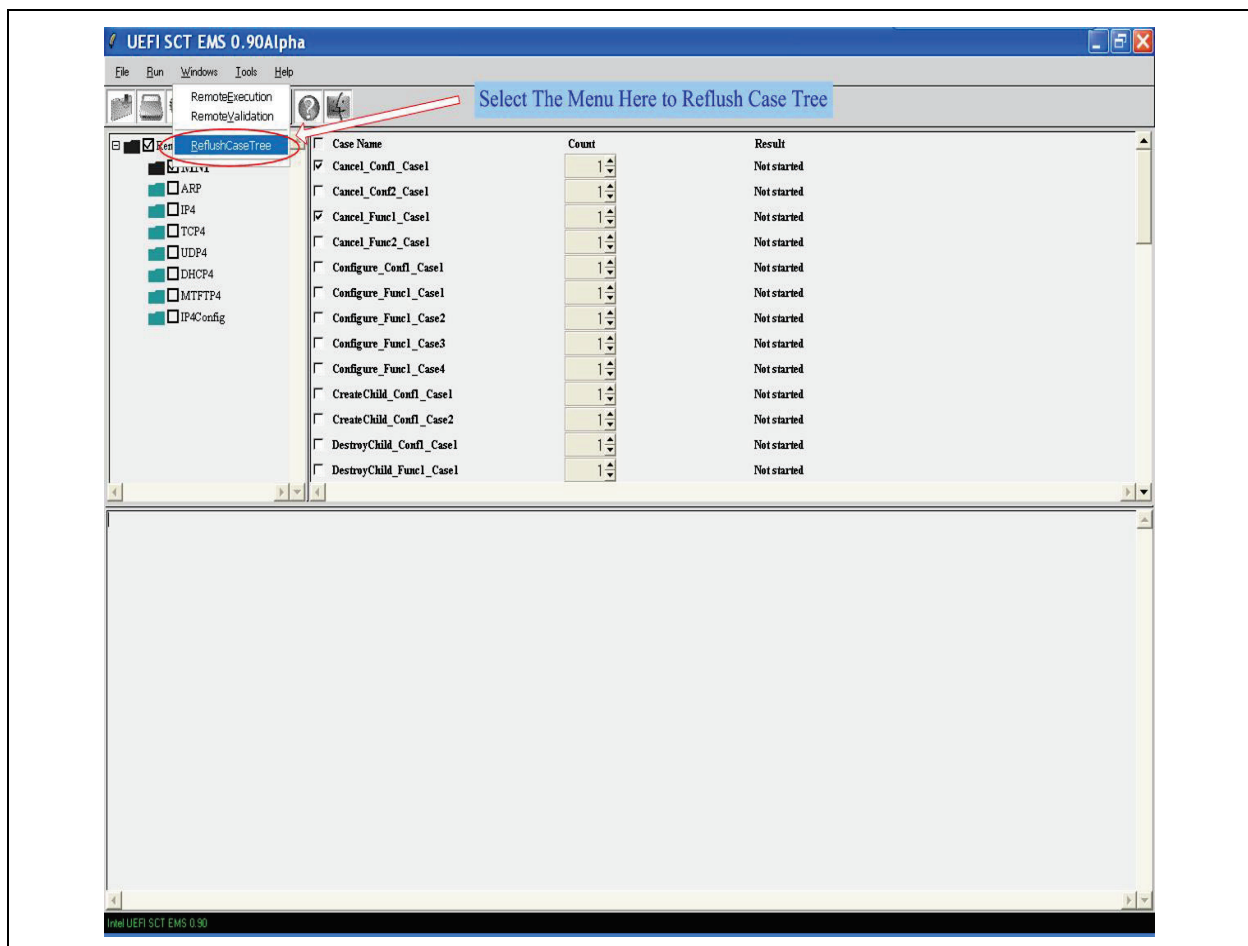 UEFI SCT EMS 0.90Alpha
File Run Windows Tools Help
RemoteExecution
RemoteValidation
ReflushCaseTree
Select The Menu Here to Reflush Case Tree
MINI
ARP
IP4
TCP4
UDP4
DHCP4
MTFTP4
IP4Config
Case Name Count Result
Cancel_Conf1_Case1 1 Not started
Cancel_Conf2_Case1 1 Not started
Cancel_Func1_Case1 1 Not started
Cancel_Func2_Case1 1 Not started
Configure_Conf1_Case1 1 Not started
Configure_Func1_Case1 1 Not started
Configure_Func1_Case2 1 Not started
Configure_Func1_Case3 1 Not started
Configure_Func1_Case4 1 Not started
CreateChild_Conf1_Case1 1 Not started
CreateChild_Conf1_Case2 1 Not started
DestroyChild_Conf1_Case1 1 Not started
DestroyChild_Func1_Case1 1 Not started
Intel UEFI SCT EMS 0.90